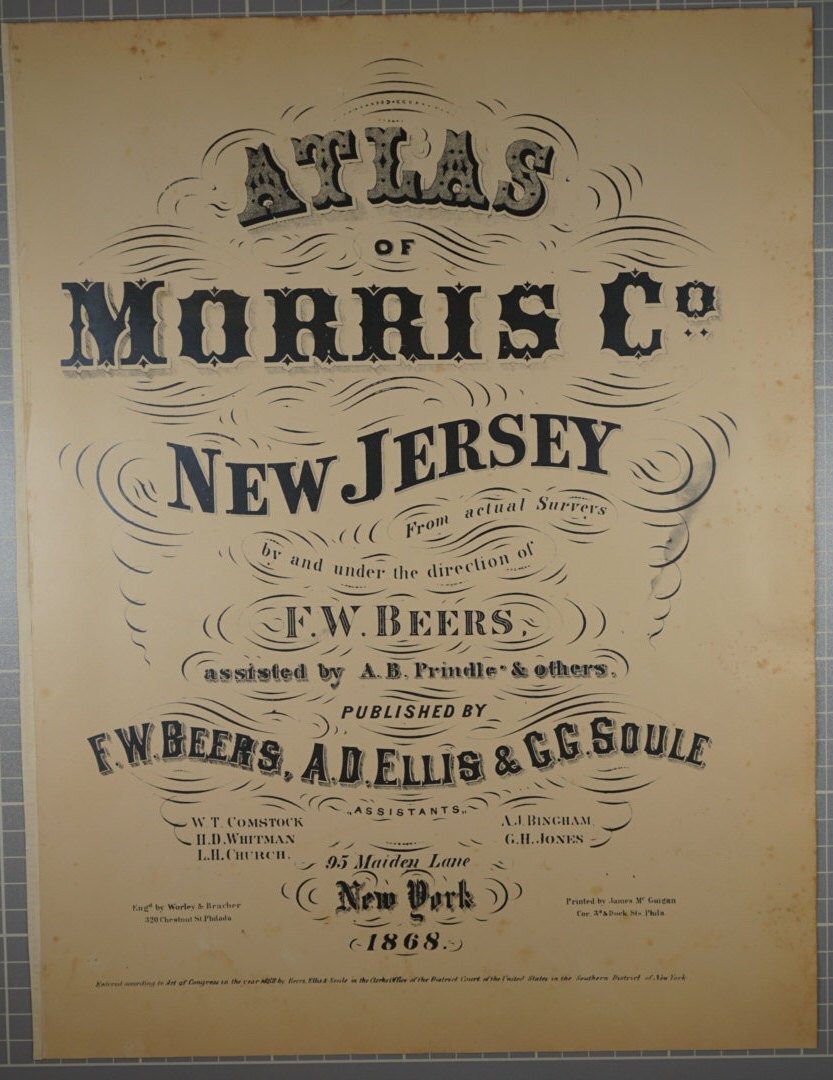 ATLAS
OF
MORRIS Co.
NEW JERSEY
From actual Surveys
by and under the direction of
F.W. BEERS,
assisted by A.B. Prindle & others.
PUBLISHED BY
F.W. BEERS, A.D. ELLIS & G.G. SOULE
ASSISTANTS
W T COMSTOCK
H.D. WHITMAN
L.H. CHURCH.
A.J BINGHAM
G.H. JONES
95 Maiden Lane
New York
1868.
Engd by Worley & Bracher
320 Chestnut St Philada
Printed by James Mc Guigan
Cor. 3d & Dock Sts Phila
Entered according to Act of Congress in the year 1868 by Beers, Ellis & Soule in the Clerks Office of the District Court of the United States in the Southern District of New York